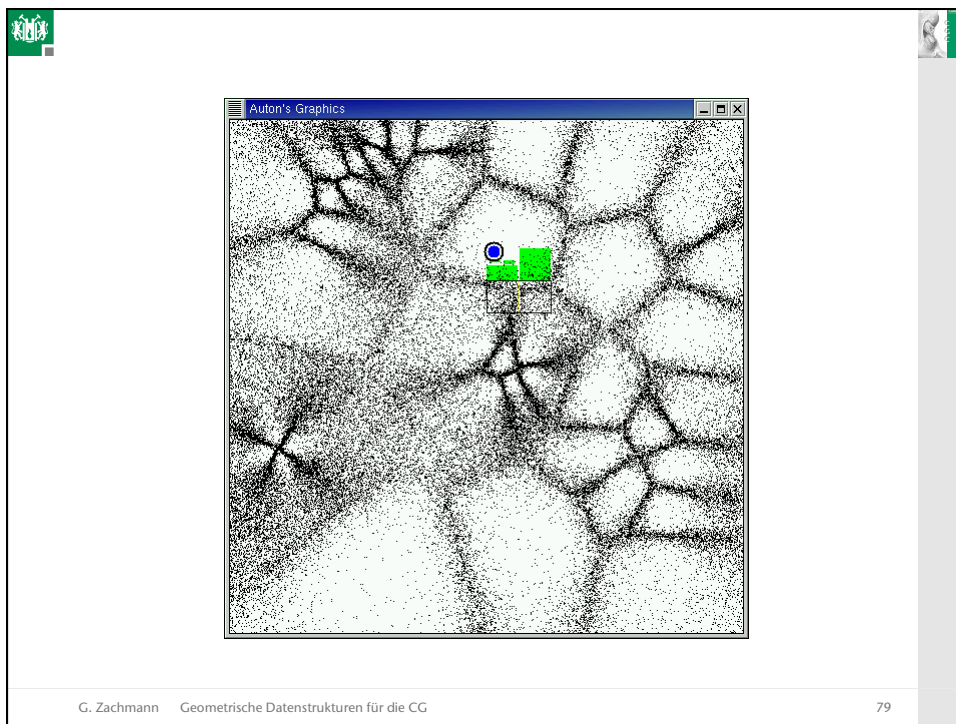 Auton's Graphics
G. Zachmann Geometrische Datenstrukturen für die CG 79